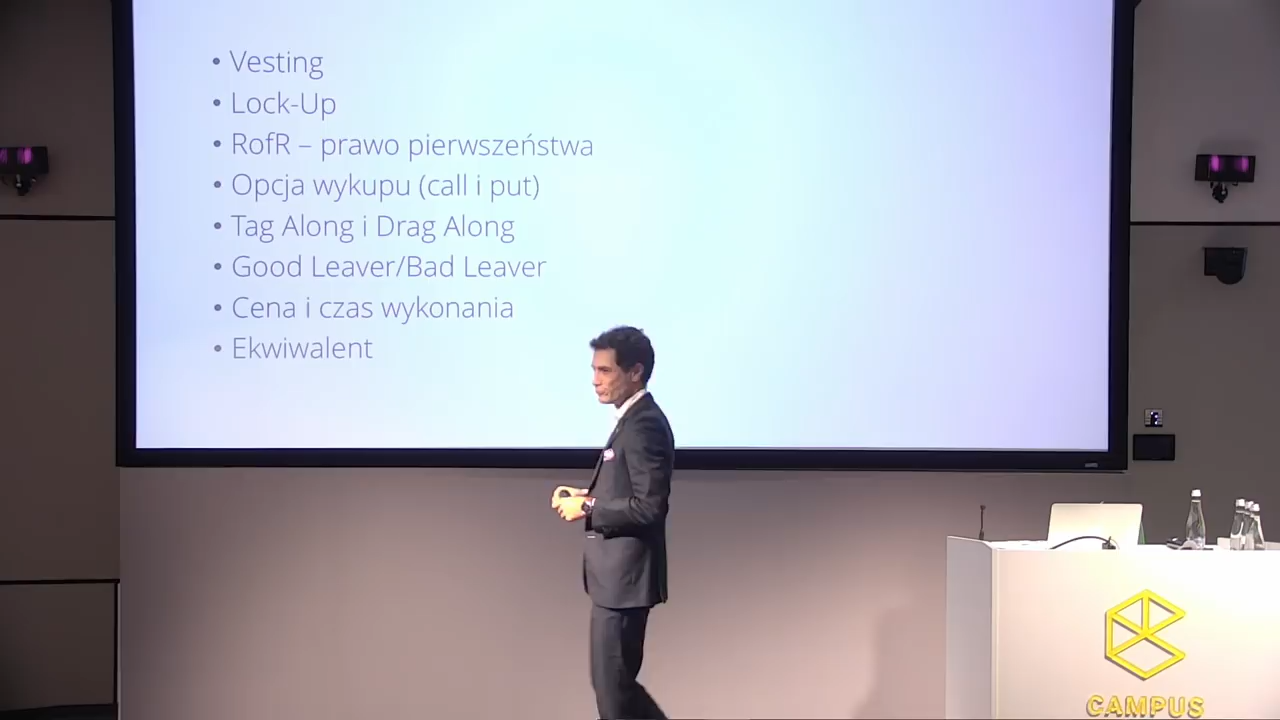 • Vesting
• Lock-Up
• RofR – prawo pierwszeństwa
• Opcja wykupu (call i put)
• Tag Along i Drag Along
• Good Leaver/Bad Leaver
• Cena i czas wykonania
• Ekwiwalent
CAMPUS